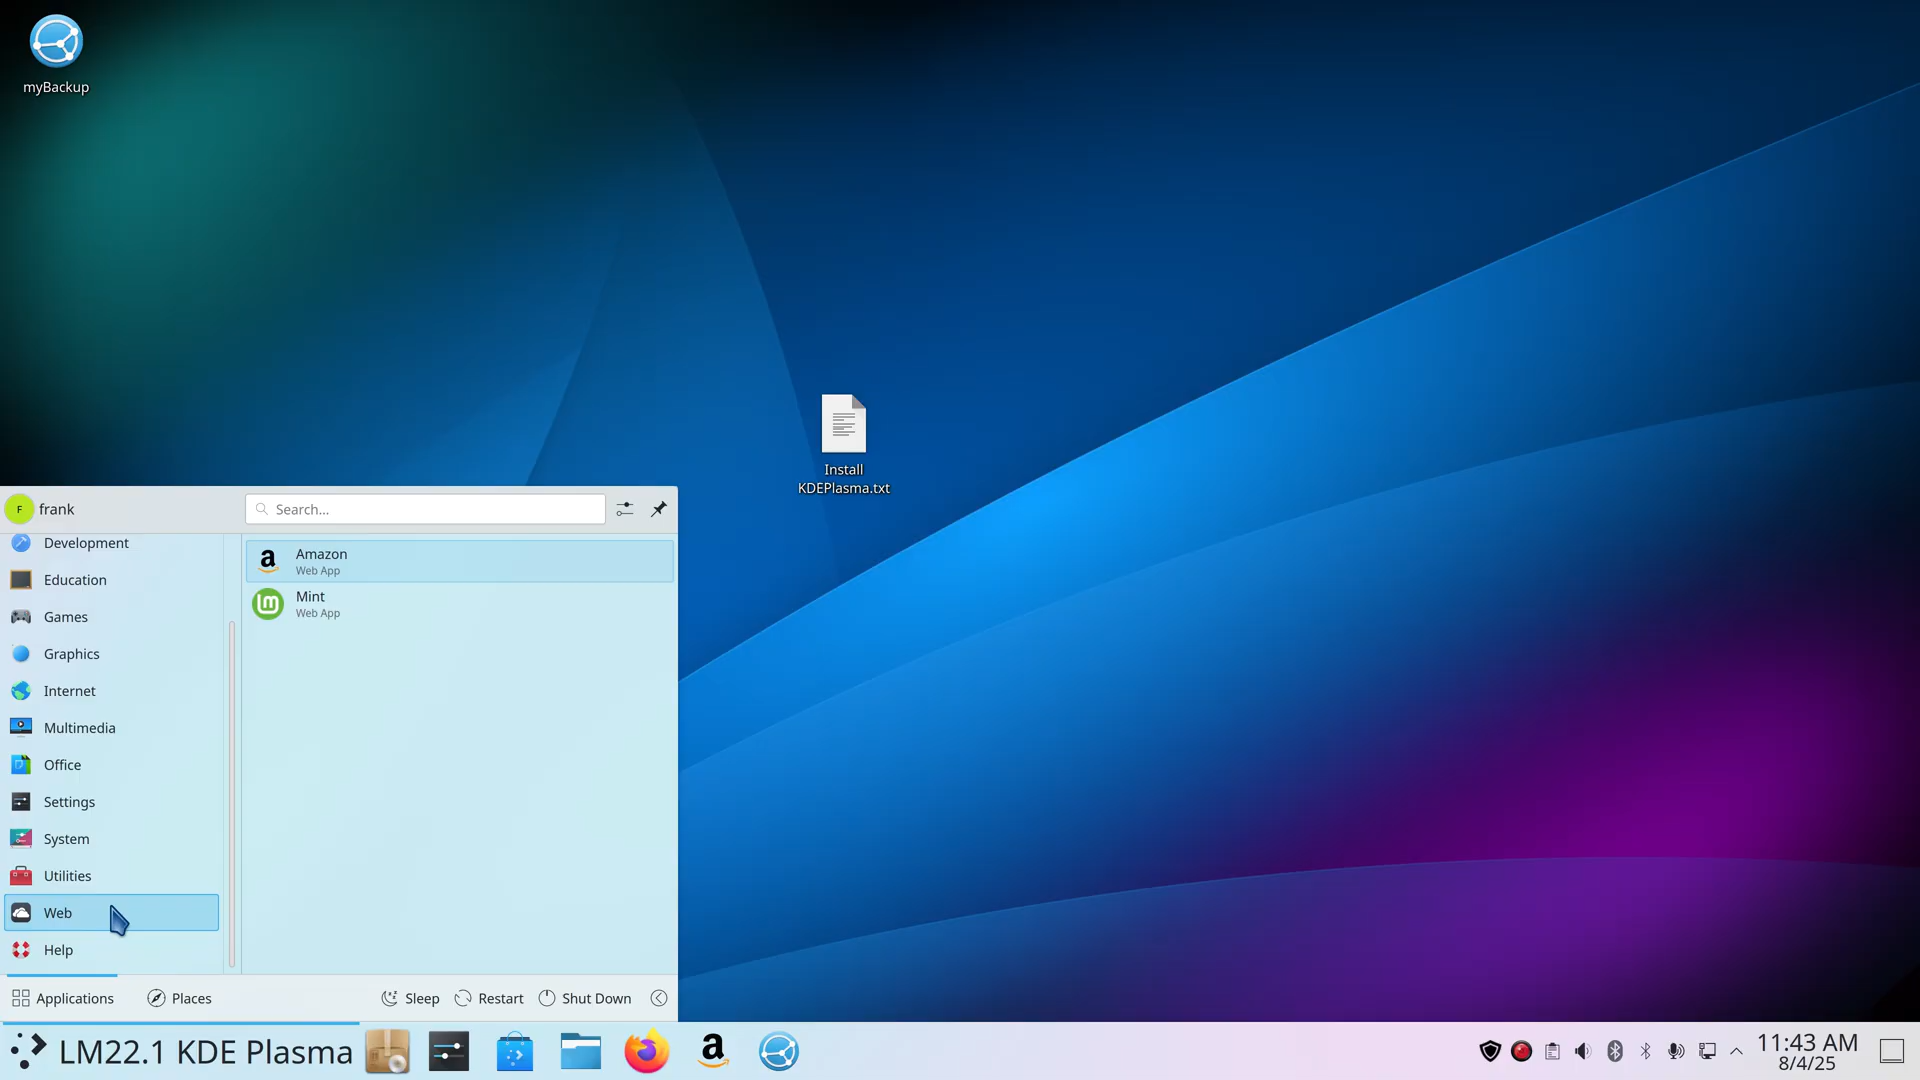 myBackup
Install
KDEPlasma.txt
F frank
Search...
Development
Education
Games
Graphics
Internet
Multimedia
Office
Settings
System
Utilities
Web
Help
a Amazon
Web App
lm Mint
Web App
Applications Places Sleep Restart Shut Down
LM22.1 KDE Plasma a 11:43 AM
8/4/25